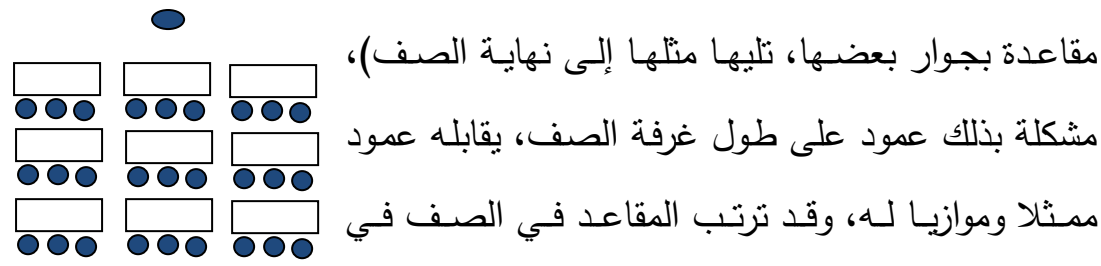 مقاعدة بجوار بعضها، تليها مثلها إلى نهاية الصف)،
مشكلة بذلك عمود على طول غرفة الصف، يقابله عمود
ممثلا وموازيا له، وقد ترتب المقاعد في الصف في